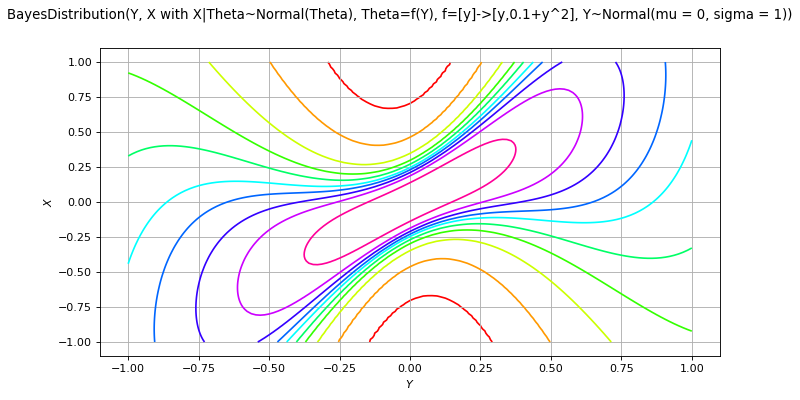 BayesDistribution(Y, X with X|Theta~Normal(Theta), Theta=f(Y), f=[y]->[y,0.1+y^2], Y~Normal(mu = 0, sigma = 1))
1.00
0.75
0.50
0.25
0.00
−0.25
−0.50
−0.75
−1.00
X
−1.00 −0.75 −0.50 −0.25 0.00 0.25 0.50 0.75 1.00
Y